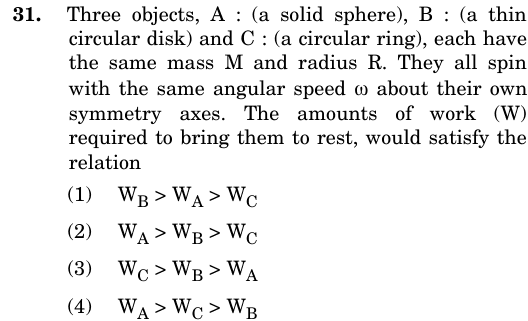 31. Three objects, A : (a solid sphere), B : (a thin
circular disk) and C : (a circular ring), each have
the same mass M and radius R. They all spin
with the same angular speed ω about their own
symmetry axes. The amounts of work (W)
required to bring them to rest, would satisfy the
relation
(1) W_B > W_A > W_C
(2) W_A > W_B > W_C
(3) W_C > W_B > W_A
(4) W_A > W_C > W_B